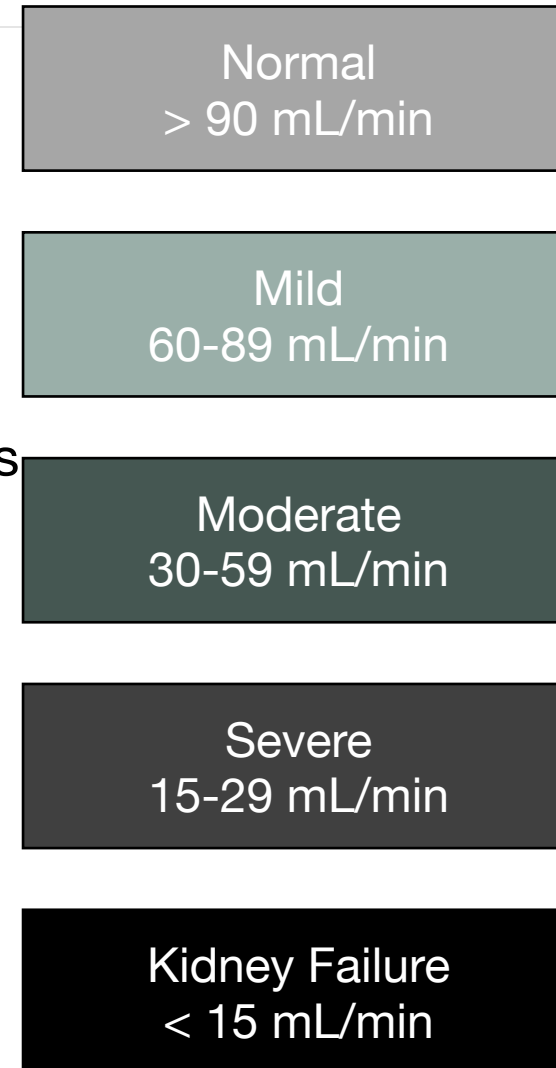 Normal
> 90 mL/min
Mild
60-89 mL/min
s
Moderate
30-59 mL/min
Severe
15-29 mL/min
Kidney Failure
< 15 mL/min